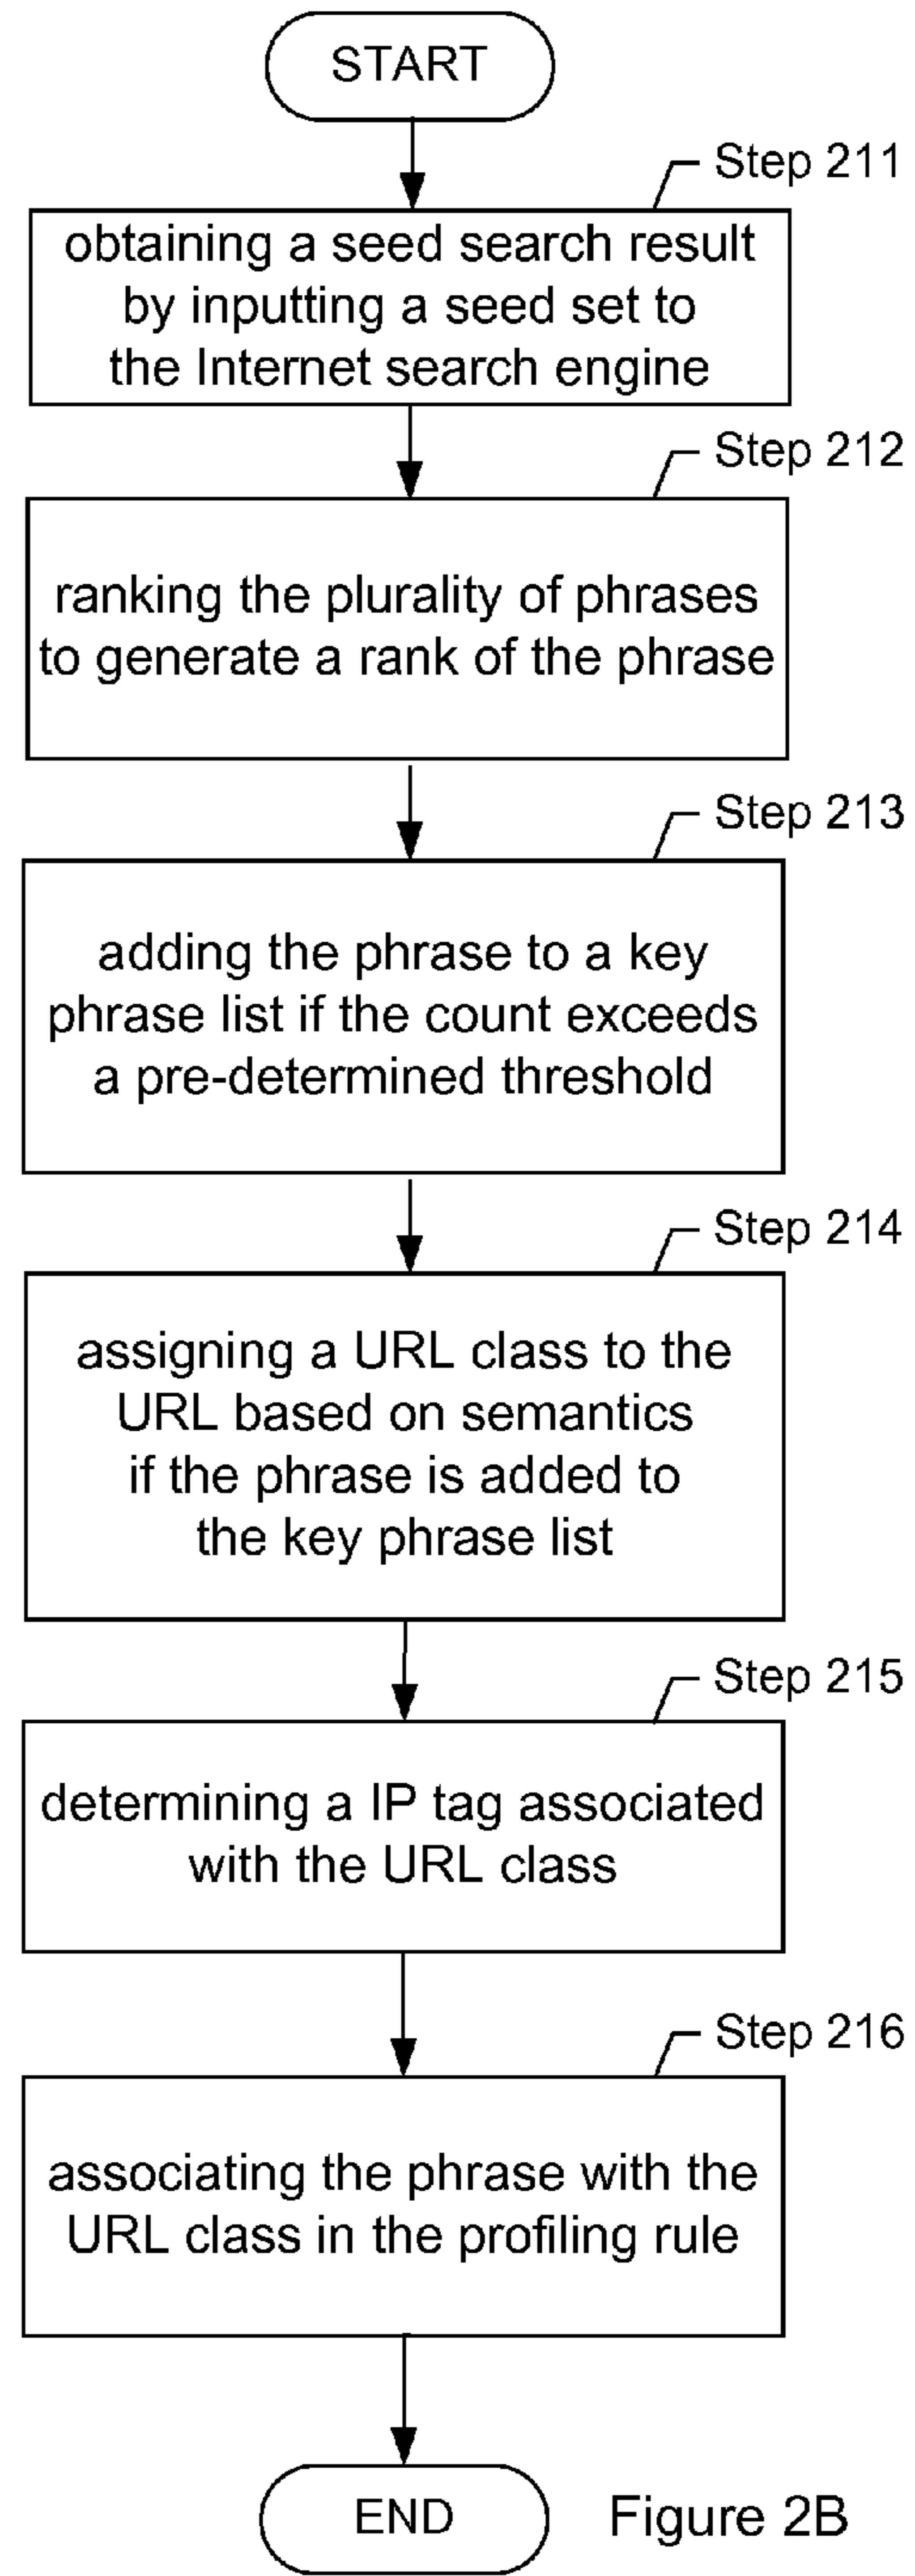 START
Step 211
obtaining a seed search result
by inputting a seed set to
the Internet search engine
Step 212
ranking the plurality of phrases
to generate a rank of the phrase
Step 213
adding the phrase to a key
phrase list if the count exceeds
a pre-determined threshold
Step 214
assigning a URL class to the
URL based on semantics
if the phrase is added to
the key phrase list
Step 215
determining a IP tag associated
with the URL class
Step 216
associating the phrase with the
URL class in the profiling rule
END
Figure 2B